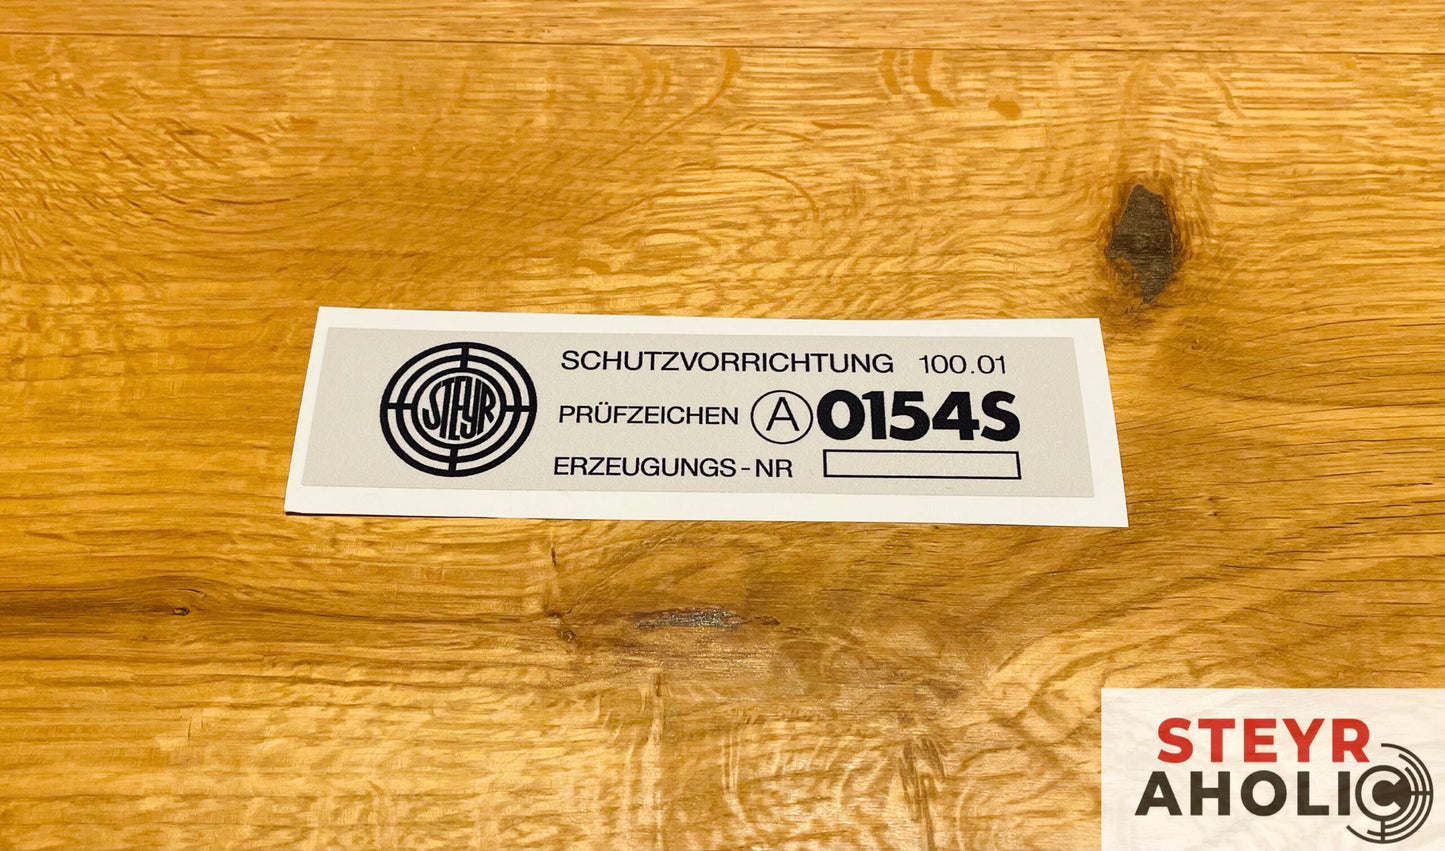 STEYR
SCHUTZVORRICHTUNG 100.01
PRÜFZEICHEN Ⓐ 0154S
ERZEUGUNGS-NR
STEYR
AHOLIC